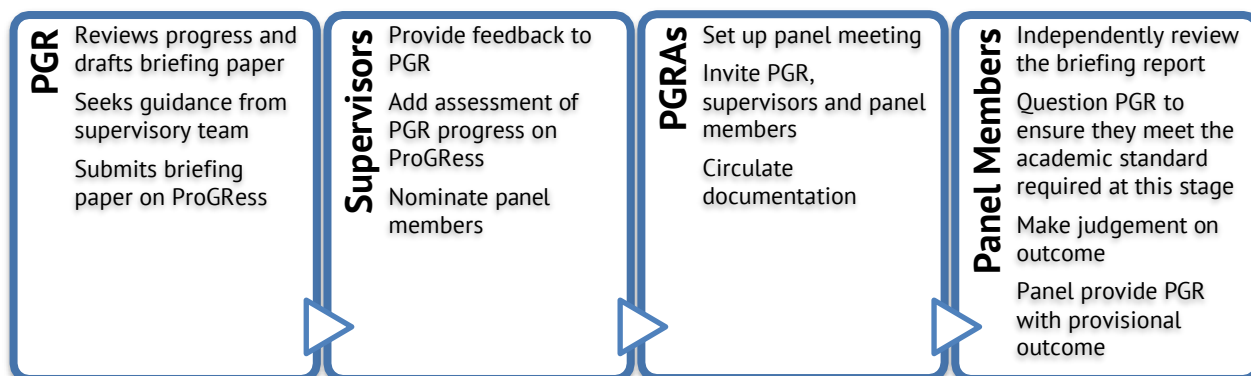 PGR
Reviews progress and
drafts briefing paper
Seeks guidance from
supervisory team
Submits briefing
paper on ProGRess
Supervisors
Provide feedback to
PGR
Add assessment of
PGR progress on
ProGRess
Nominate panel
members
PGRAs
Set up panel meeting
Invite PGR,
supervisors and panel
members
Circulate
documentation
Panel Members
Independently review
the briefing report
Question PGR to
ensure they meet the
academic standard
required at this stage
Make judgement on
outcome
Panel provide PGR
with provisional
outcome